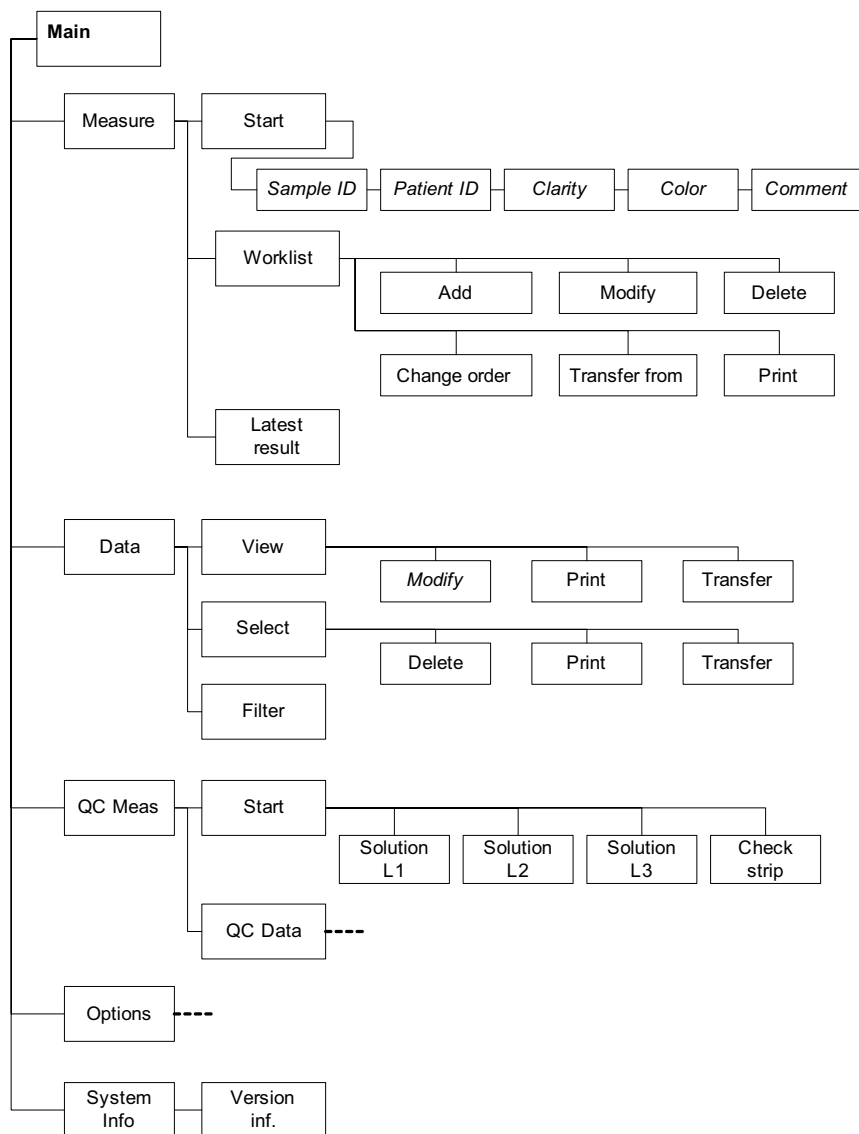 Main
Measure
Start
Sample ID
Patient ID
Clarity
Color
Comment
Worklist
Add
Modify
Delete
Change order
Transfer from
Print
Latest
result
Data
View
Modify
Print
Transfer
Select
Delete
Print
Transfer
Filter
QC Meas
Start
Solution
L1
Solution
L2
Solution
L3
Check
strip
QC Data
Options
System
Info
Version
inf.